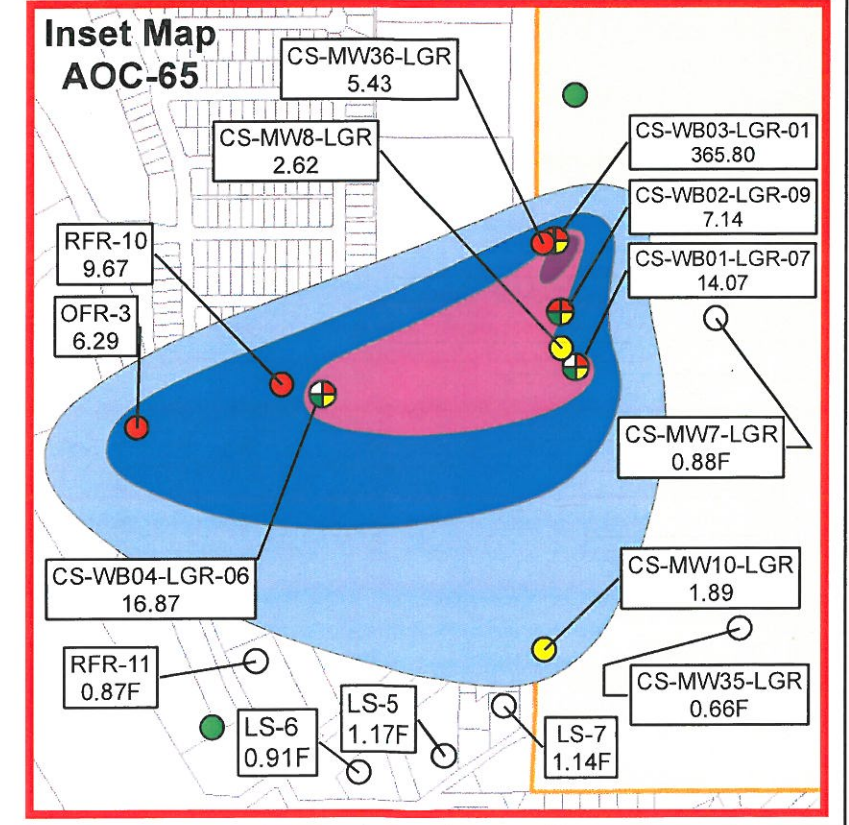 Inset Map
AOC-65
CS-MW36-LGR
5.43
CS-MW8-LGR
2.62
CS-WB03-LGR-01
365.80
CS-WB02-LGR-09
7.14
CS-WB01-LGR-07
14.07
RFR-10
9.67
OFR-3
6.29
CS-MW7-LGR
0.88F
CS-WB04-LGR-06
16.87
CS-MW10-LGR
1.89
RFR-11
0.87F
CS-MW35-LGR
0.66F
LS-6
0.91F
LS-5
1.17F
LS-7
1.14F